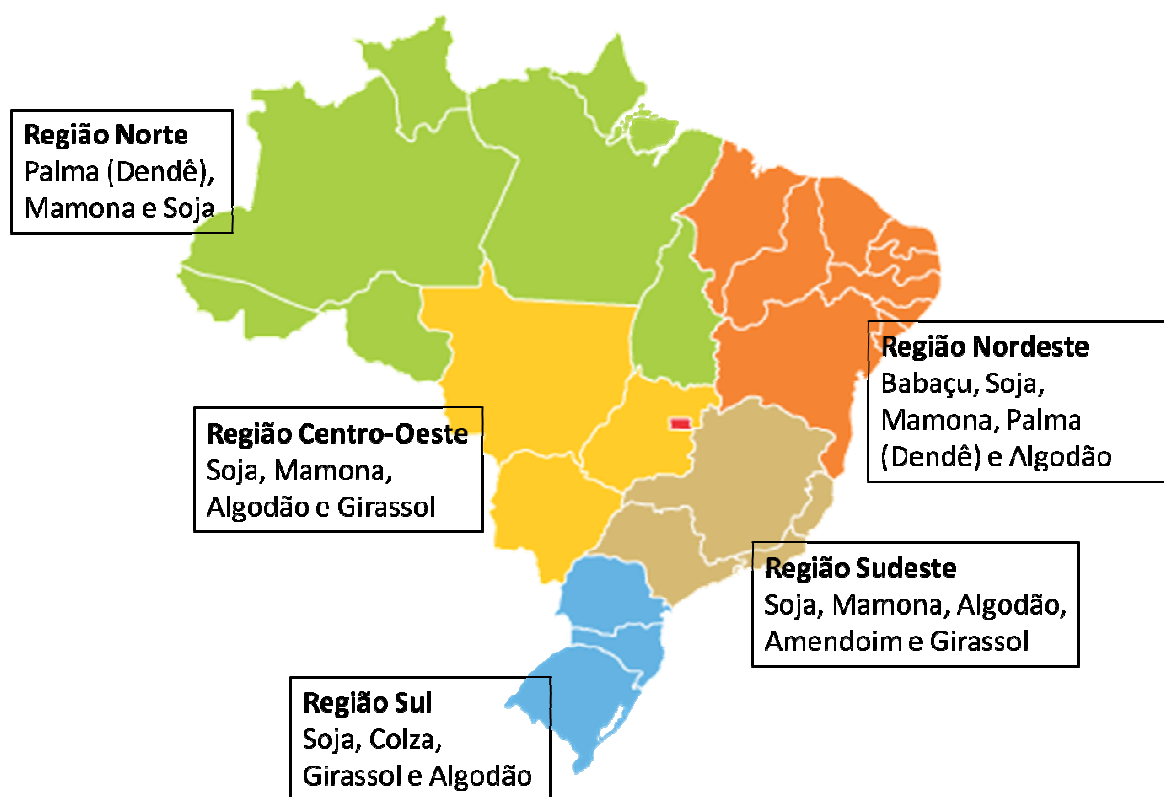 Região Norte
Palma (Dendê),
Mamona e Soja
Região Nordeste
Babaçu, Soja,
Mamona, Palma
(Dendê) e Algodão
Região Centro-Oeste
Soja, Mamona,
Algodão e Girassol
Região Sudeste
Soja, Mamona, Algodão,
Amendoim e Girassol
Região Sul
Soja, Colza,
Girassol e Algodão